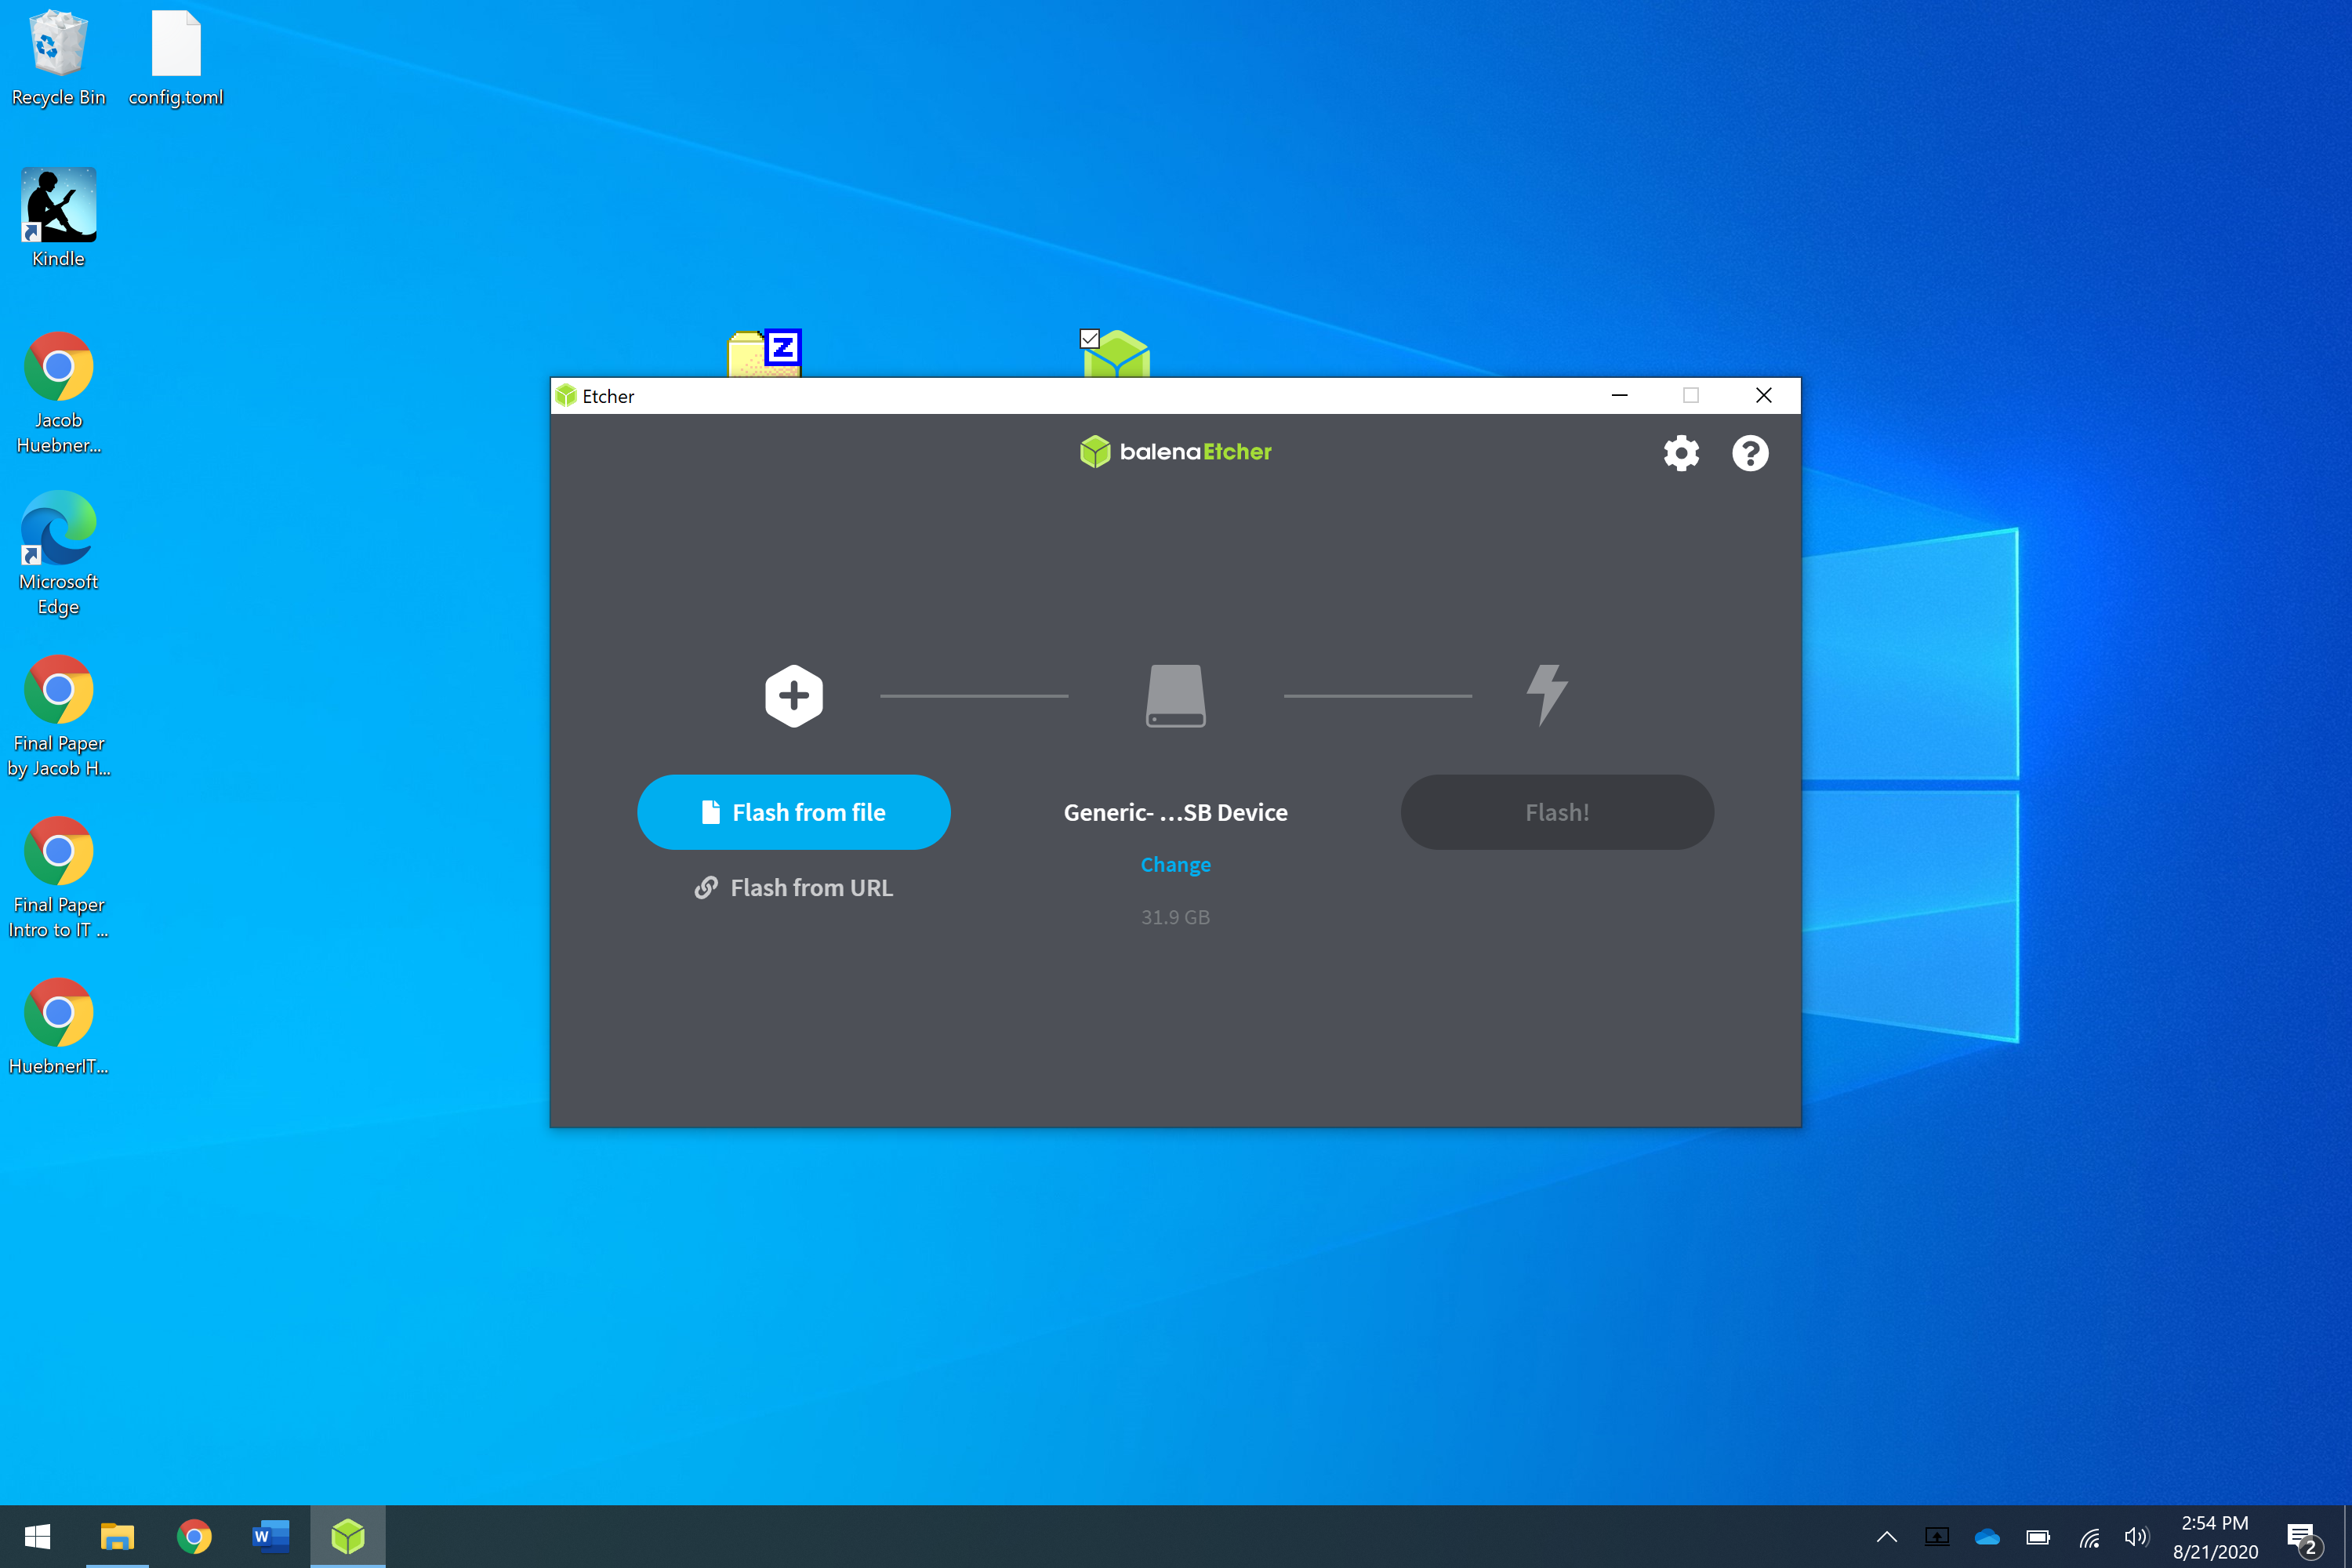 Recycle Bin
config.toml
Kindle
Jacob
Huebner...
Microsoft
Edge
Final Paper
by Jacob H...
Final Paper
Intro to IT ...
HuebnerIT...
Z
Etcher
balenaEtcher
Flash from file
Flash from URL
Generic- ...SB Device
Change
31.9 GB
Flash!
W
2:54 PM
8/21/2020
2